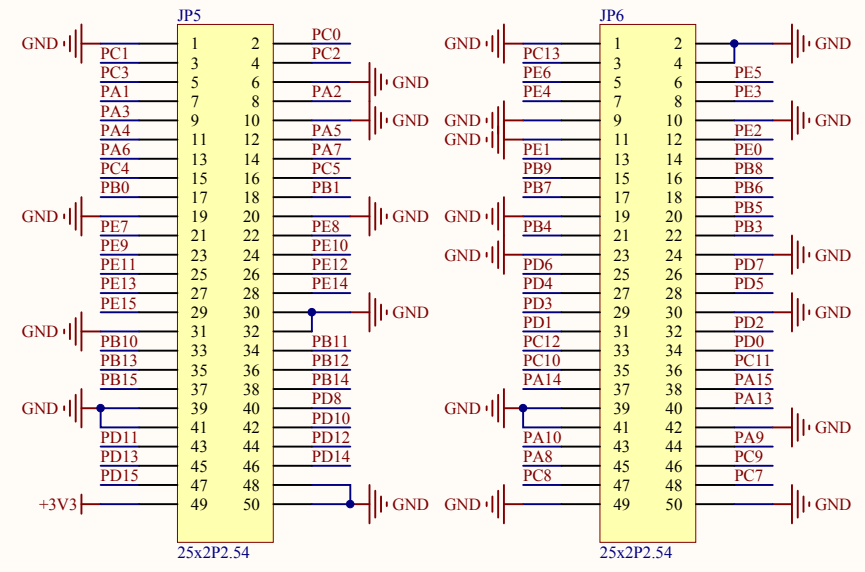 JP5
GND 1 2 PC0
PC1 3 4 PC2
PC3 5 6 GND
PA1 7 8 PA2
PA3 9 10 GND
PA4 11 12 PA5
PA6 13 14 PA7
PC4 15 16 PC5
PB0 17 18 PB1
GND 19 20 GND
PE7 21 22 PE8
PE9 23 24 PE10
PE11 25 26 PE12
PE13 27 28 PE14
PE15 29 30 GND
GND 31 32
PB10 33 34 PB11
PB13 35 36 PB12
PB15 37 38 PB14
GND 39 40 PD8
41 42 PD10
PD11 43 44 PD12
PD13 45 46 PD14
PD15 47 48
+3V3 49 50 GND
25x2P2.54
JP6
GND 1 2 GND
PC13 3 4
PE6 5 6 PE5
PE4 7 8 PE3
GND 9 10 GND
GND 11 12 PE2
PE1 13 14 PE0
PB9 15 16 PB8
PB7 17 18 PB6
GND 19 20 PB5
PB4 21 22 PB3
GND 23 24 GND
PD6 25 26 PD7
PD4 27 28 PD5
PD3 29 30 GND
PD1 31 32 PD2
PC12 33 34 PD0
PC10 35 36 PC11
PA14 37 38 PA15
GND 39 40 PA13
41 42 GND
PA10 43 44 PA9
PA8 45 46 PC9
PC8 47 48 PC7
GND 49 50 GND
25x2P2.54